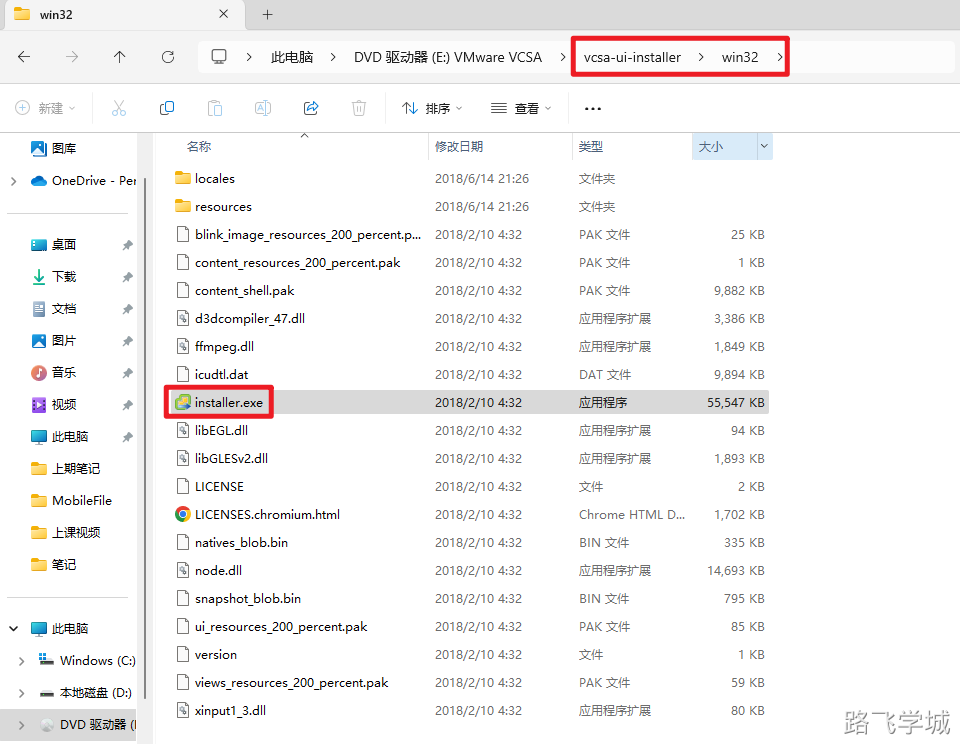 win32
此电脑 DVD 驱动器 (E:) VMware VCSA vcsa-ui-installer win32
新建 排序 查看
名称 修改日期 类型 大小
图库
OneDrive - Per
桌面
下载
文档
图片
音乐
视频
此电脑
上期笔记
MobileFile
上课视频
笔记
此电脑
Windows (C:)
本地磁盘 (D:)
DVD 驱动器 (
locales 2018/6/14 21:26 文件夹
resources 2018/6/14 21:26 文件夹
blink_image_resources_200_percent.p... 2018/2/10 4:32 PAK 文件 25 KB
content_resources_200_percent.pak 2018/2/10 4:32 PAK 文件 1 KB
content_shell.pak 2018/2/10 4:32 PAK 文件 9,882 KB
d3dcompiler_47.dll 2018/2/10 4:32 应用程序扩展 3,386 KB
ffmpeg.dll 2018/2/10 4:32 应用程序扩展 1,849 KB
icudtl.dat 2018/2/10 4:32 DAT 文件 9,894 KB
installer.exe 2018/2/10 4:32 应用程序 55,547 KB
libEGL.dll 2018/2/10 4:32 应用程序扩展 94 KB
libGLESv2.dll 2018/2/10 4:32 应用程序扩展 1,893 KB
LICENSE 2018/2/10 4:32 文件 2 KB
LICENSES.chromium.html 2018/2/10 4:32 Chrome HTML D... 1,702 KB
natives_blob.bin 2018/2/10 4:32 BIN 文件 335 KB
node.dll 2018/2/10 4:32 应用程序扩展 14,693 KB
snapshot_blob.bin 2018/2/10 4:32 BIN 文件 795 KB
ui_resources_200_percent.pak 2018/2/10 4:32 PAK 文件 85 KB
version 2018/2/10 4:32 文件 1 KB
views_resources_200_percent.pak 2018/2/10 4:32 PAK 文件 59 KB
xinput1_3.dll 2018/2/10 4:32 应用程序扩展 80 KB
路飞学城